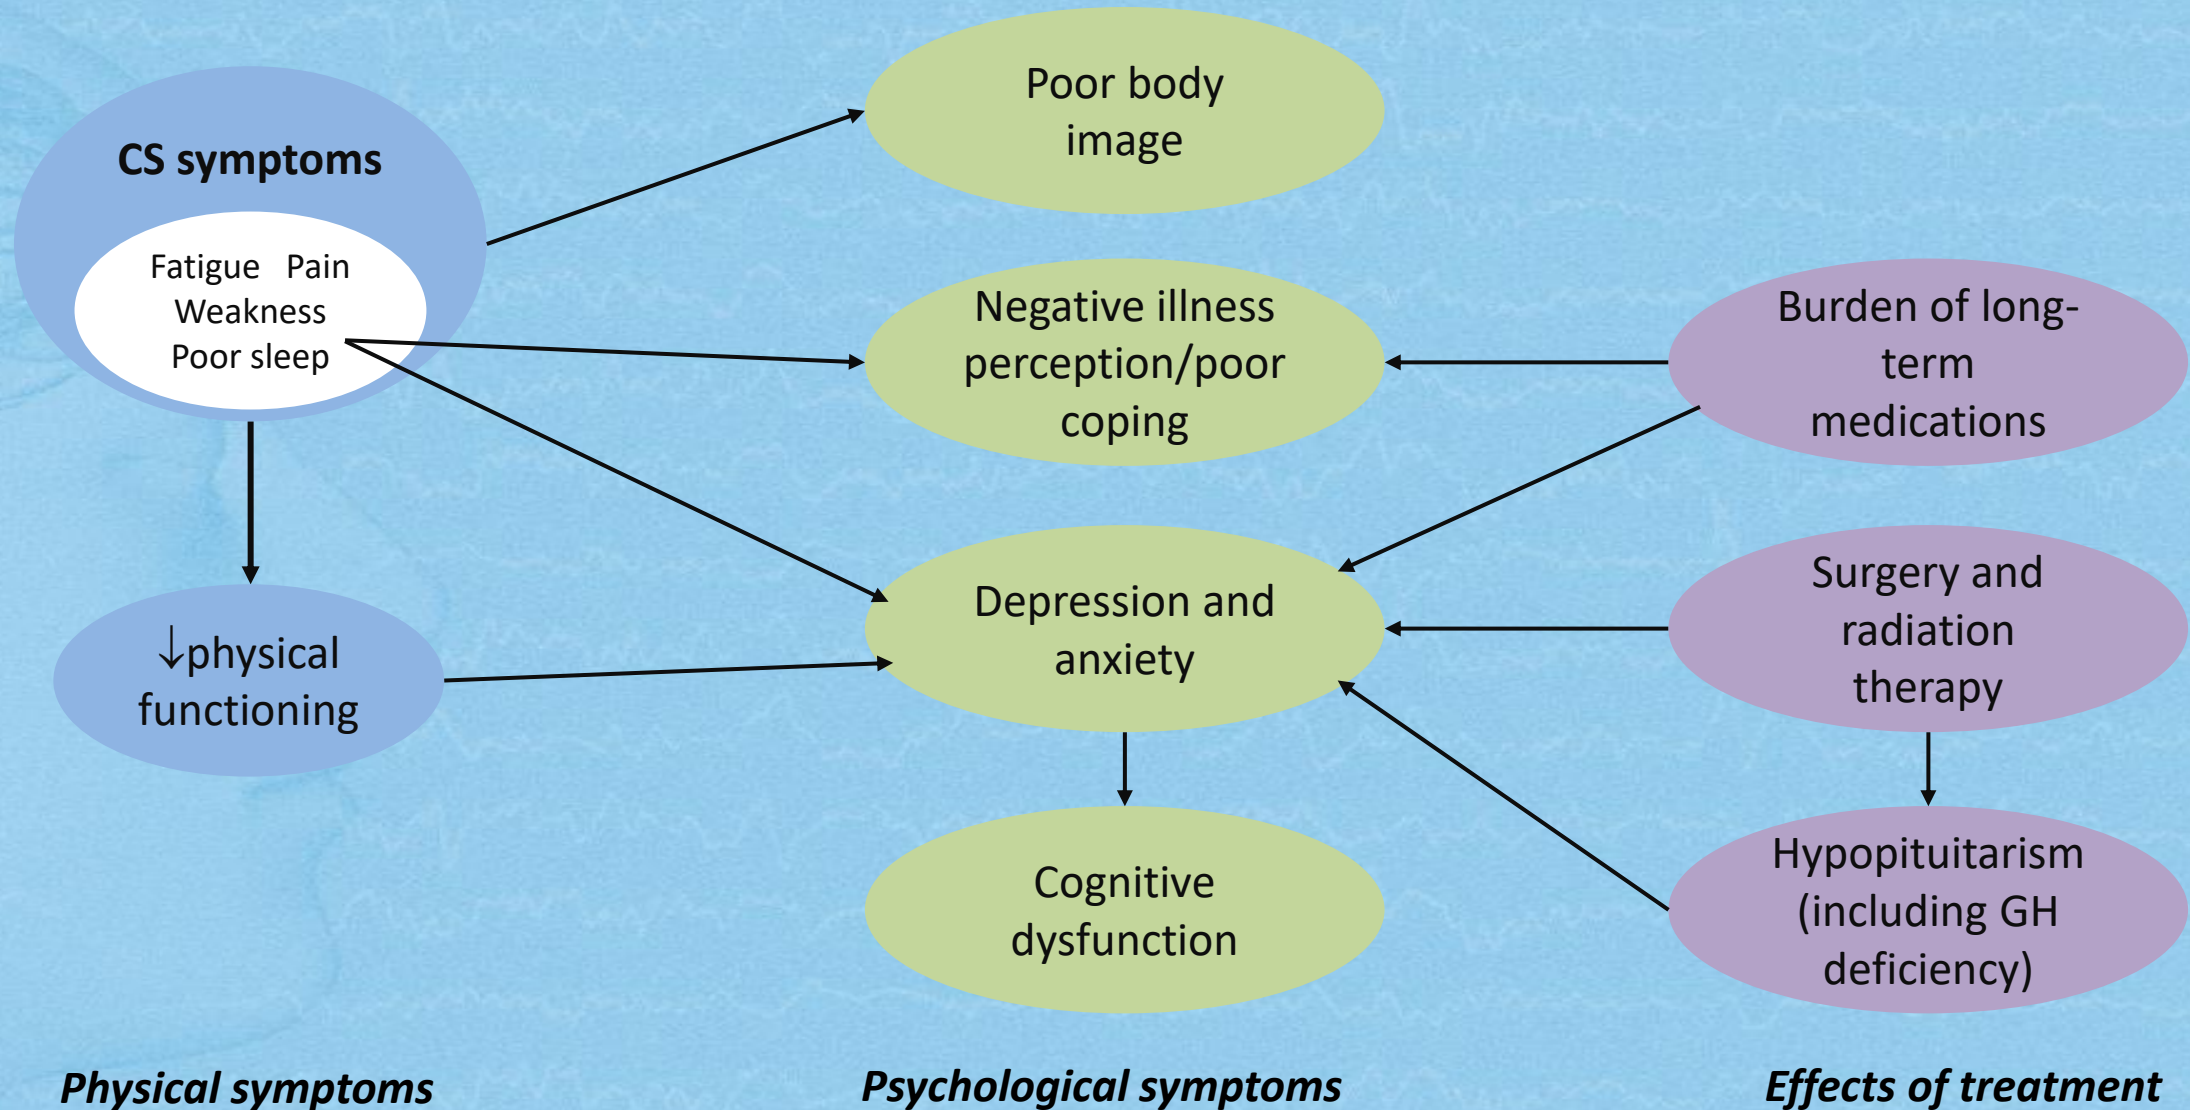 CS symptoms
Fatigue Pain
Weakness
Poor sleep
↓physical
functioning
Physical symptoms
Poor body
image
Negative illness
perception/poor
coping
Depression and
anxiety
Cognitive
dysfunction
Psychological symptoms
Burden of long-
term
medications
Surgery and
radiation
therapy
Hypopituitarism
(including GH
deficiency)
Effects of treatment